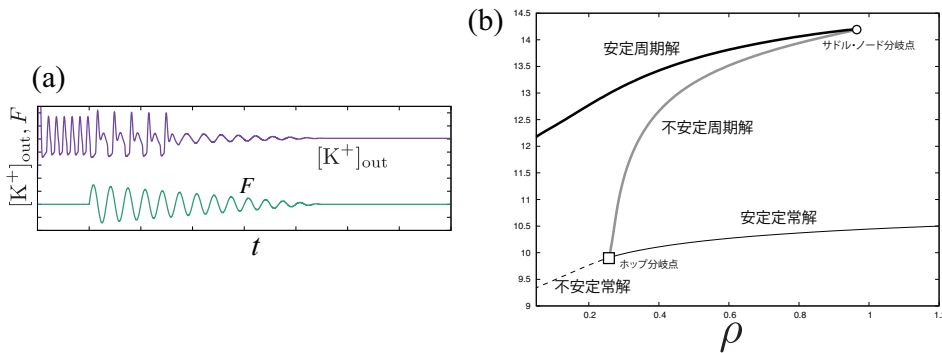 (a)
[K⁺]out, F
[K⁺]out
F
t
(b)
14.5
14
13.5
13
12.5
12
11.5
11
10.5
10
9.5
9
安定周期解
サドル・ノード分岐点
不安定周期解
安定定常解
ホップ分岐点
不安定常解
0.2
0.4
0.6
0.8
1
1.2
ρ